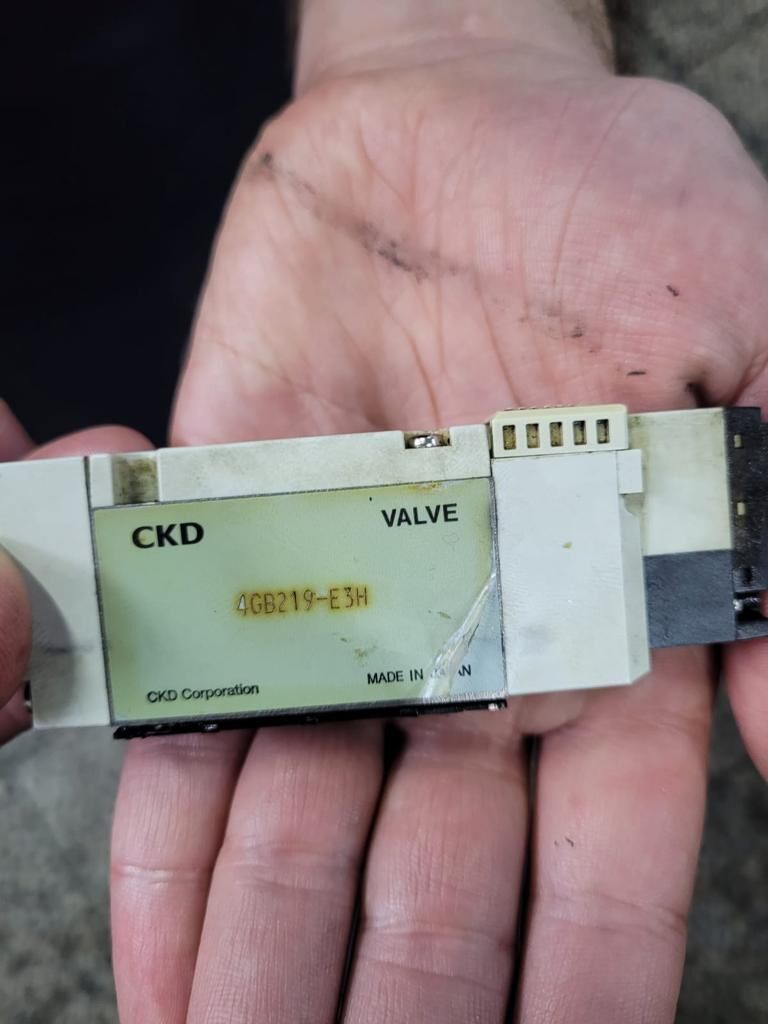 CKD
VALVE
4GB219-E3H
MADE IN
CKD Corporation